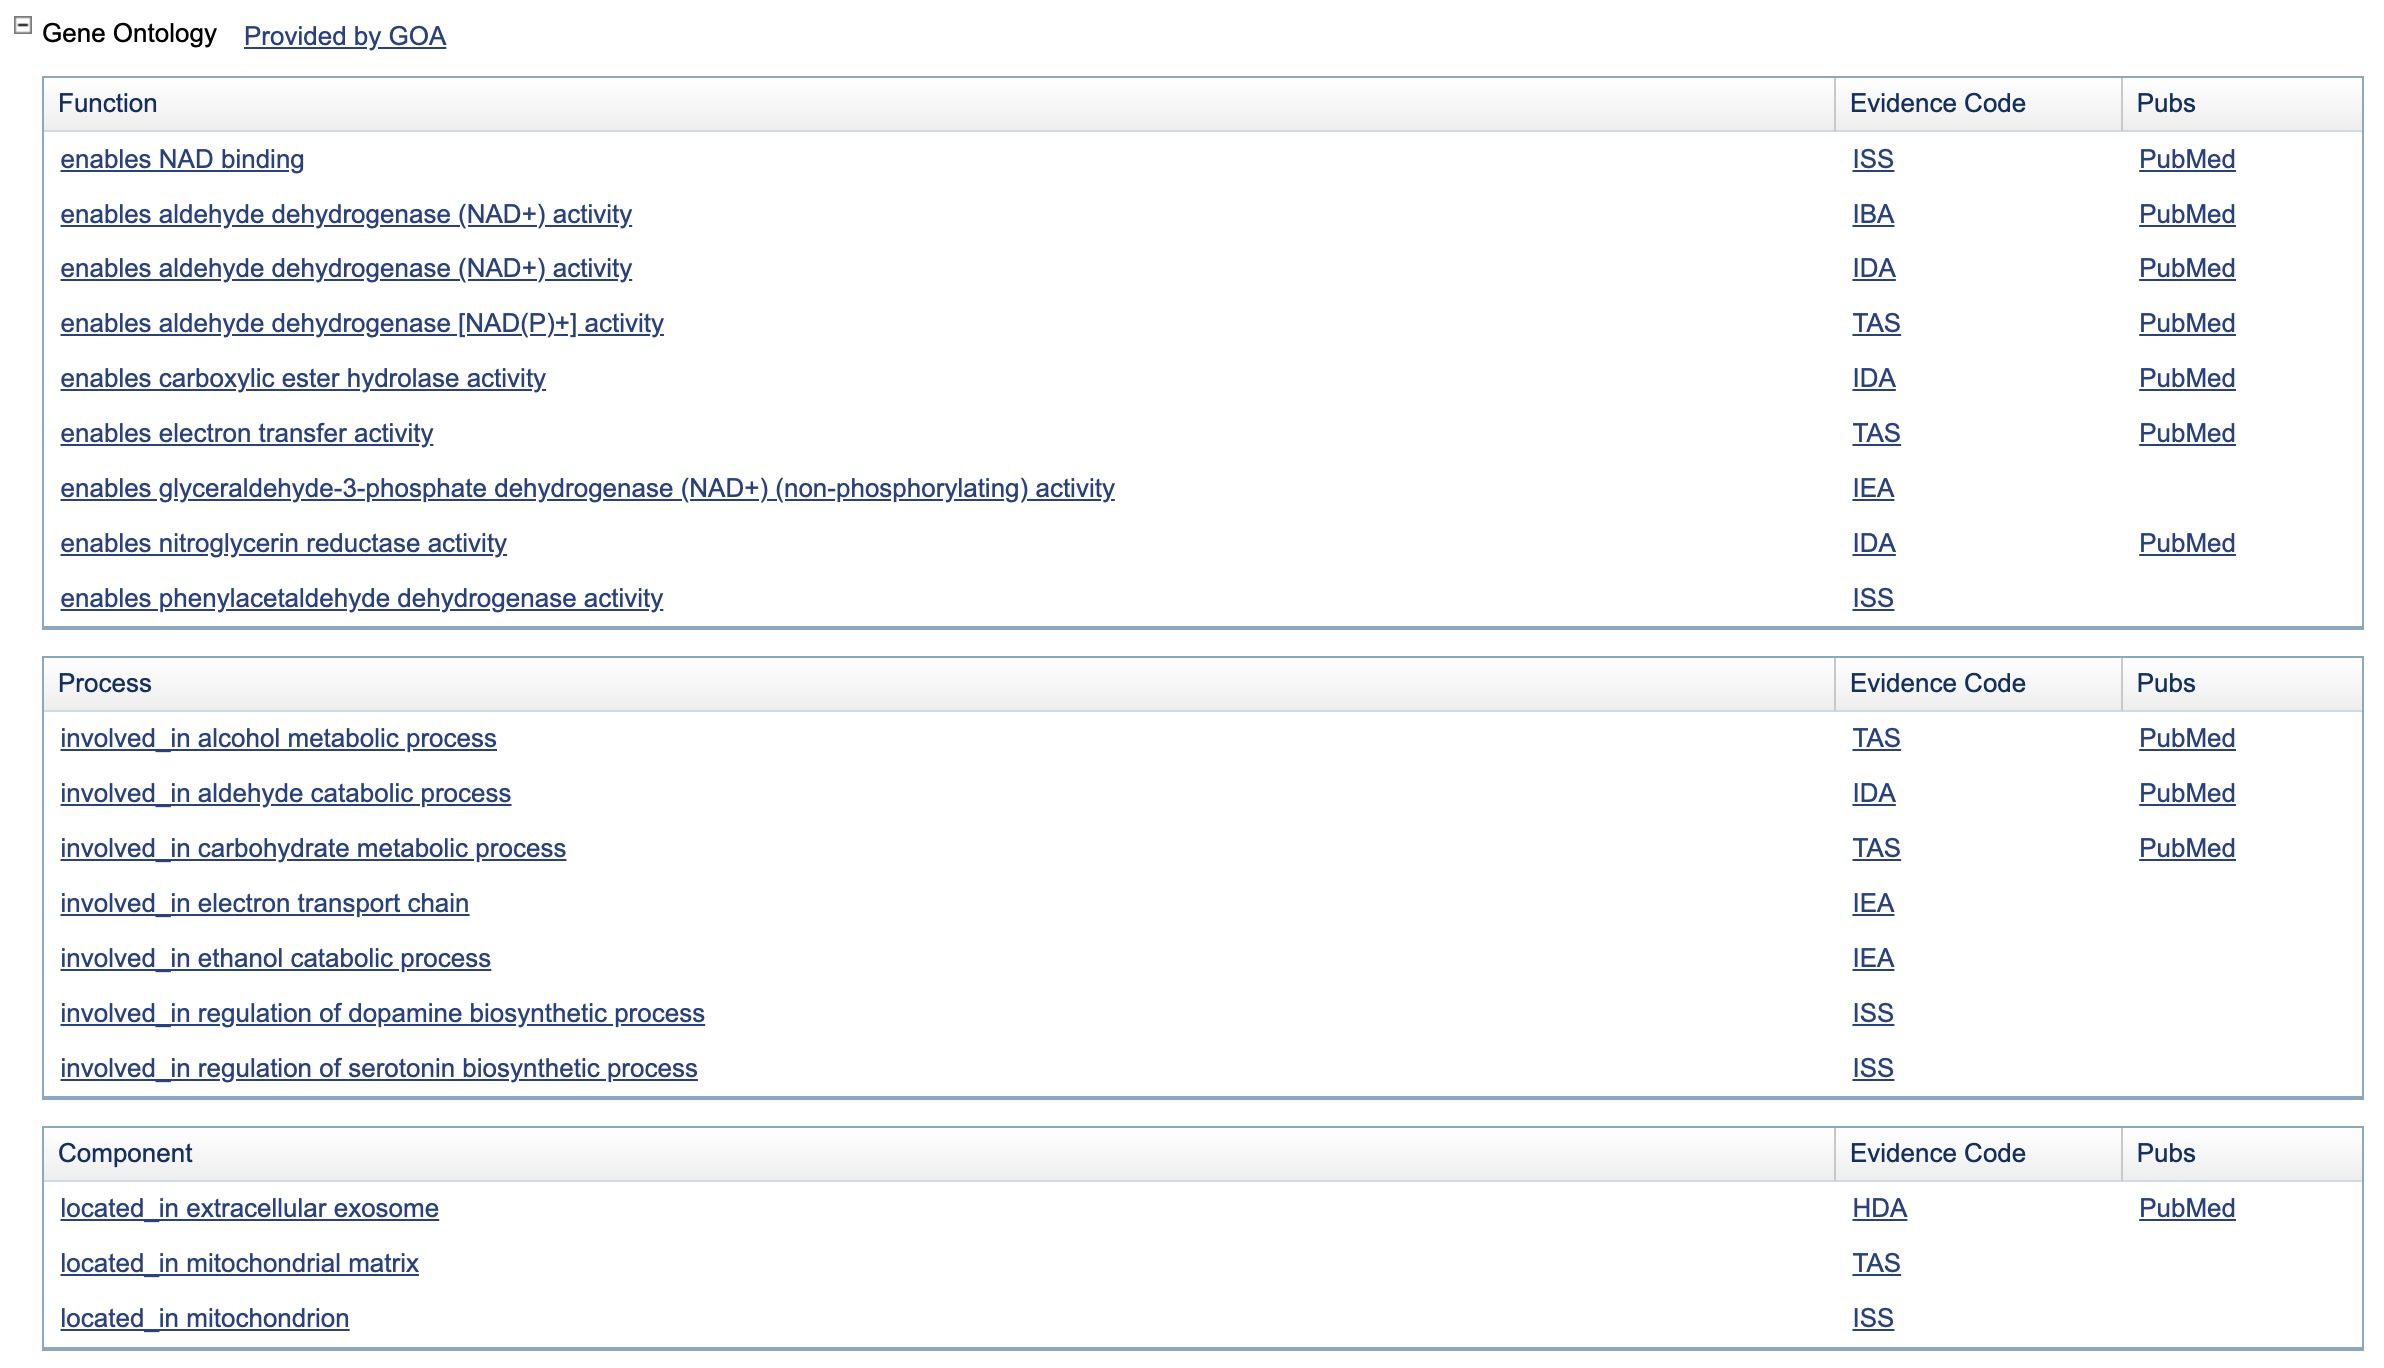 Gene Ontology Provided by GOA
Function Evidence Code Pubs
enables NAD binding ISS PubMed
enables aldehyde dehydrogenase (NAD+) activity IBA PubMed
enables aldehyde dehydrogenase (NAD+) activity IDA PubMed
enables aldehyde dehydrogenase [NAD(P)+] activity TAS PubMed
enables carboxylic ester hydrolase activity IDA PubMed
enables electron transfer activity TAS PubMed
enables glyceraldehyde-3-phosphate dehydrogenase (NAD+) (non-phosphorylating) activity IEA
enables nitroglycerin reductase activity IDA PubMed
enables phenylacetaldehyde dehydrogenase activity ISS
Process Evidence Code Pubs
involved_in alcohol metabolic process TAS PubMed
involved_in aldehyde catabolic process IDA PubMed
involved_in carbohydrate metabolic process TAS PubMed
involved_in electron transport chain IEA
involved_in ethanol catabolic process IEA
involved_in regulation of dopamine biosynthetic process ISS
involved_in regulation of serotonin biosynthetic process ISS
Component Evidence Code Pubs
located_in extracellular exosome HDA PubMed
located_in mitochondrial matrix TAS
located_in mitochondrion ISS